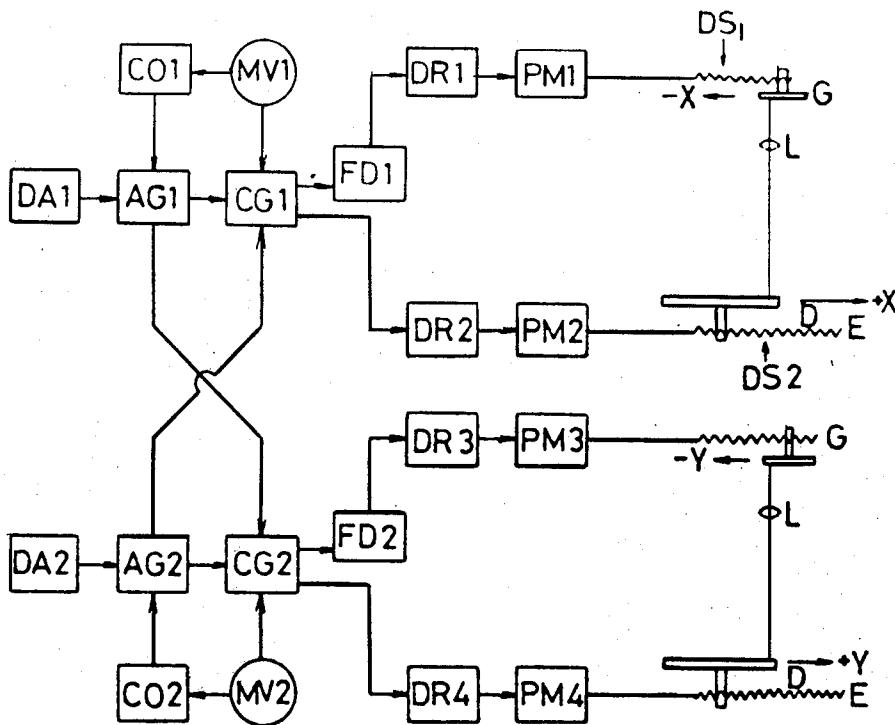 DS1
CO1
MV1
DR1
PM1
-X
G
L
FD1
DA1
AG1
CG1
+X
D
DR2
PM2
E
DS2
DR3
PM3
G
-Y
L
FD2
DA2
AG2
CG2
+Y
D
CO2
MV2
DR4
PM4
E